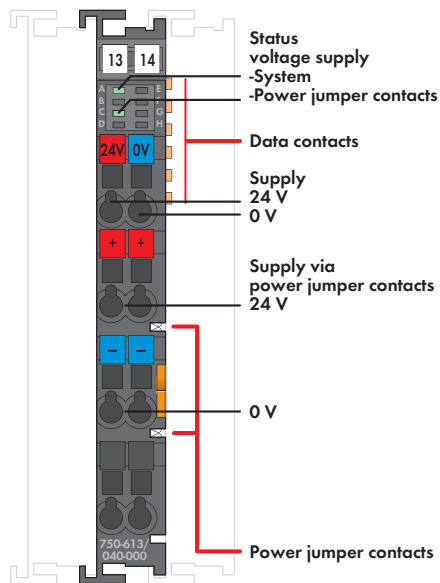 13 14
Status
voltage supply
-System
-Power jumper contacts
A E
B F
C G
D H
Data contacts
24V 0V
Supply
24 V
0 V
+ +
Supply via
power jumper contacts
24 V
− −
0 V
750-613/
040-000
Power jumper contacts